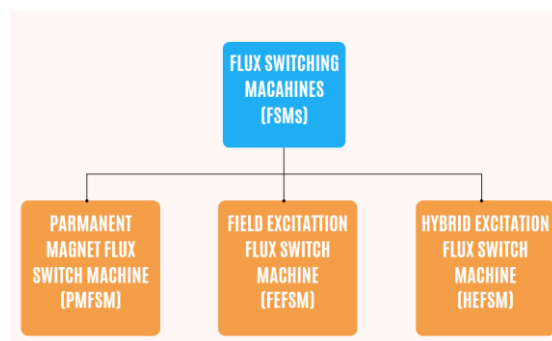 FLUX SWITCHING
MACAHINES
(FSMs)
PARMANENT
MAGNET FLUX
SWITCH MACHINE
(PMFSM)
FIELD EXCITATTION
FLUX SWITCH
MACHINE
(FEFSM)
HYBRID EXCITATION
FLUX SWITCH
MACHINE
(HEFSM)